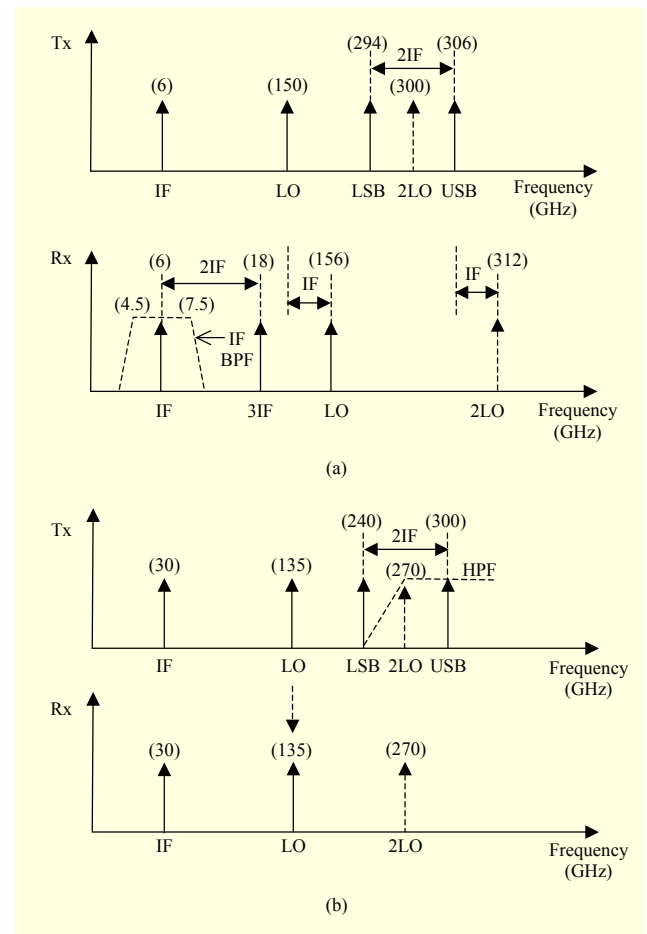 Tx
(294) (306)
2IF
(6) (150) (300)
IF LO LSB 2LO USB Frequency
(GHz)
Rx
(6) (18) (156) (312)
2IF IF IF
(4.5) (7.5)
IF
BPF
IF 3IF LO 2LO Frequency
(GHz)
(a)
Tx
(240) (300)
2IF
(30) (135) (270) HPF
IF LO LSB 2LO USB Frequency
(GHz)
Rx
(30) (135) (270)
IF LO 2LO Frequency
(GHz)
(b)